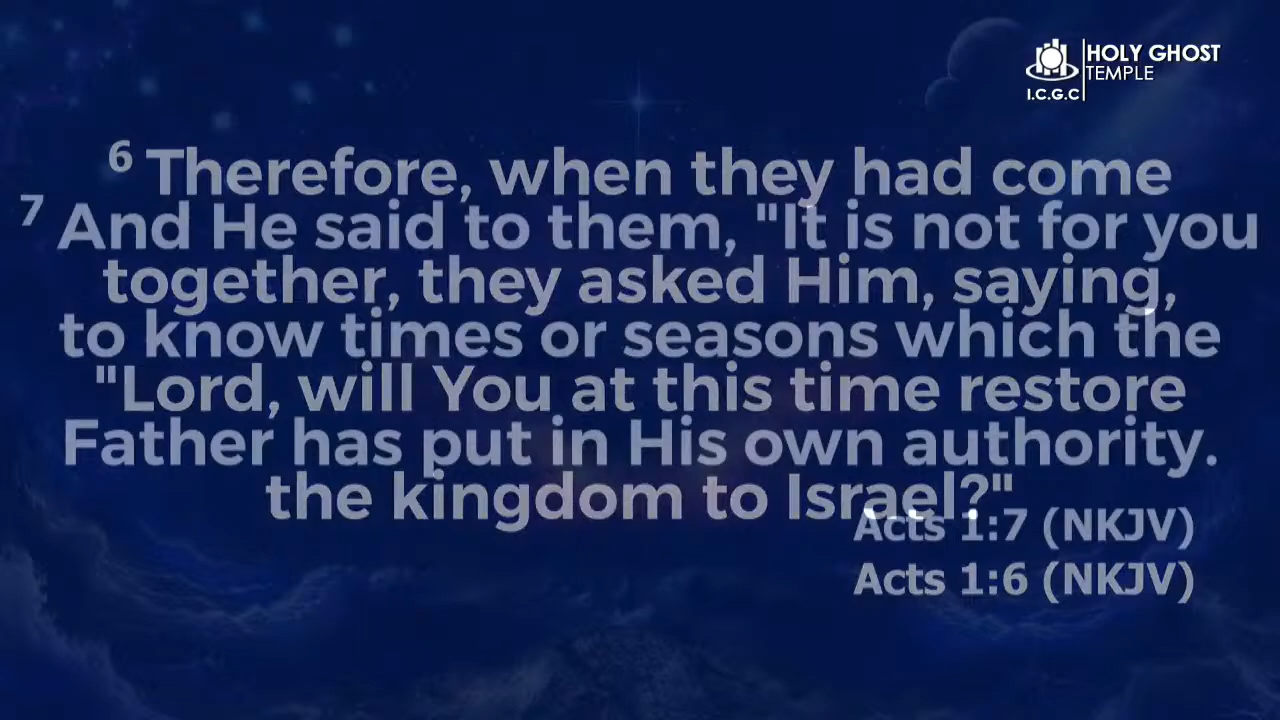 HOLY GHOST
TEMPLE
I.C.G.C
6 Therefore, when they had come
7 And He said to them, "It is not for you
together, they asked Him, saying,
to know times or seasons which the
"Lord, will You at this time restore
Father has put in His own authority.
the kingdom to Israel?"
Acts 1:7 (NKJV)
Acts 1:6 (NKJV)